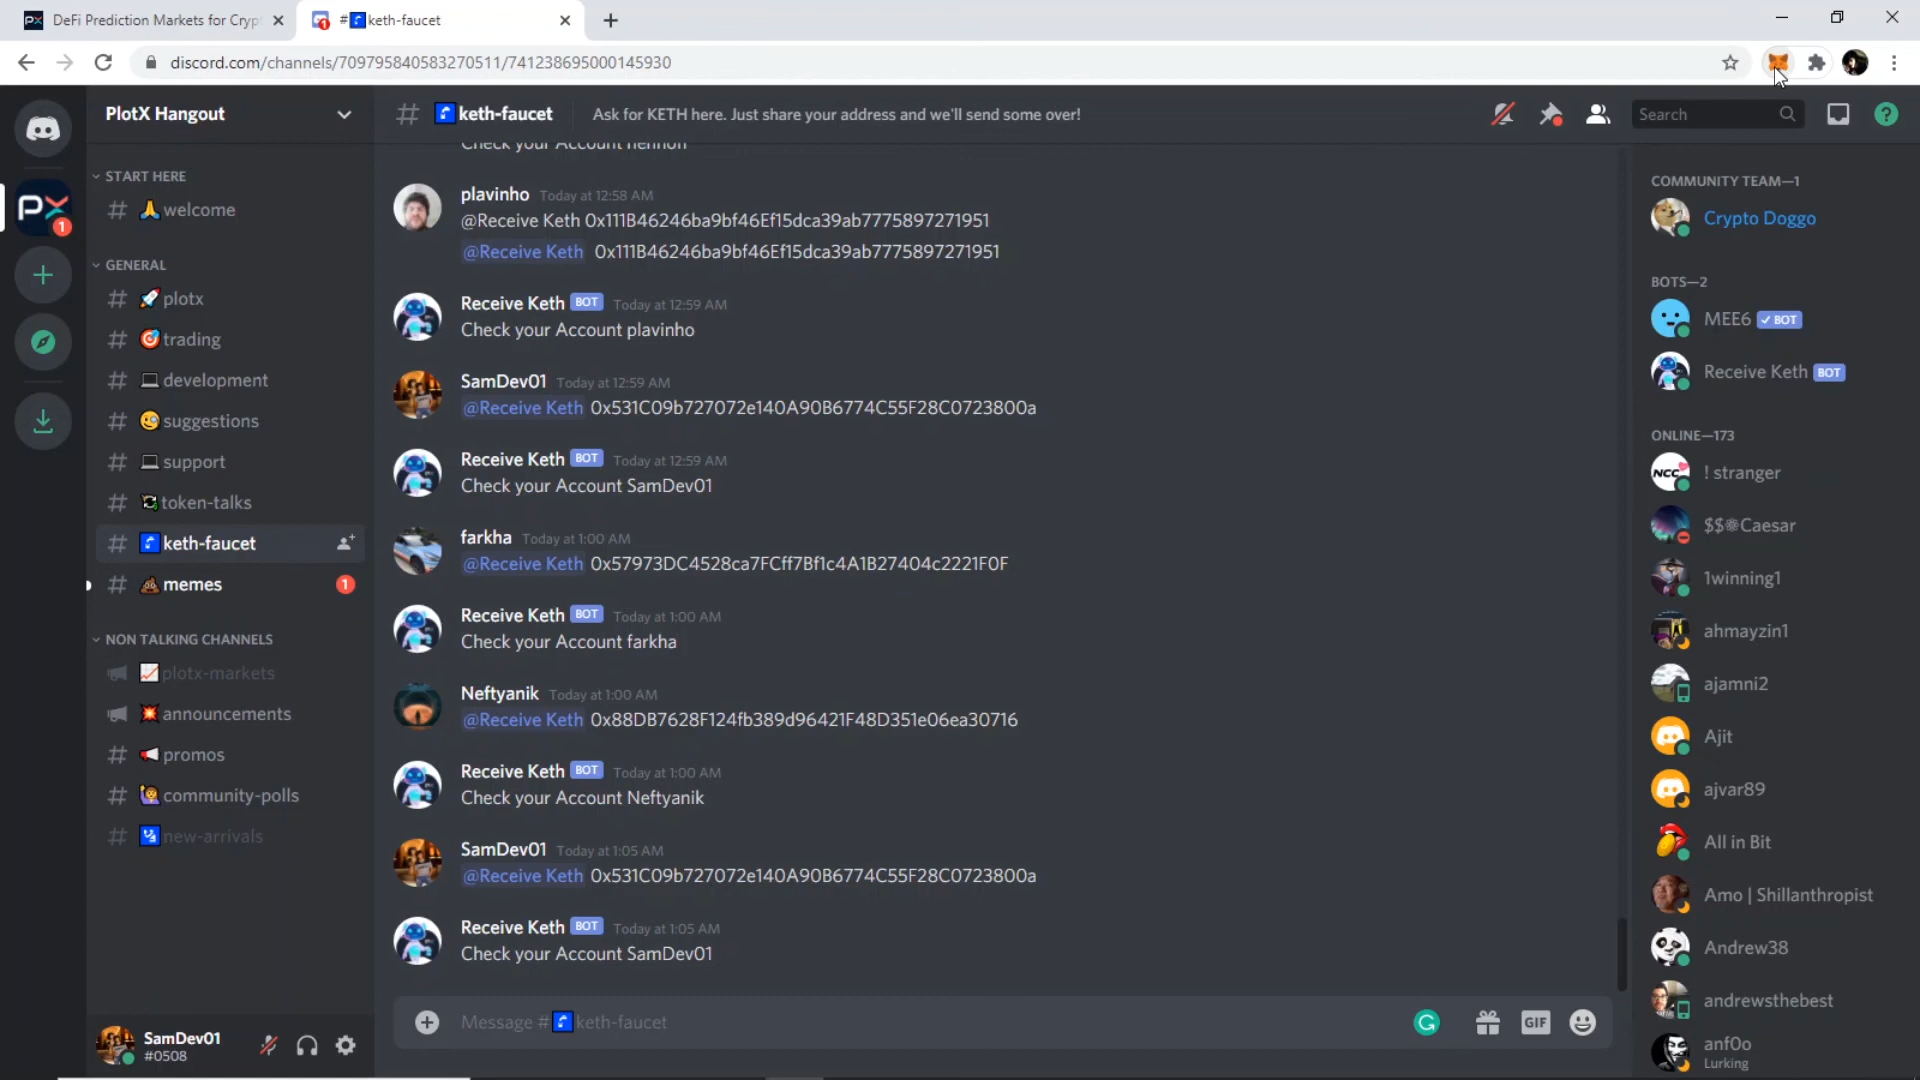 DeFi Prediction Markets for Cryp
# keth-faucet
discord.com/channels/709795840583270511/741238695000145930
PlotX Hangout
keth-faucet
Ask for KETH here. Just share your address and we'll send some over!
Search
START HERE
welcome
GENERAL
plotx
trading
development
suggestions
support
token-talks
keth-faucet
memes
1
NON TALKING CHANNELS
plotx-markets
announcements
promos
community-polls
new-arrivals
SamDev01
#0508
PX
1
Check your Account hennon
plavinho Today at 12:58 AM
@Receive Keth 0x111B46246ba9bf46Ef15dca39ab7775897271951
@Receive Keth 0x111B46246ba9bf46Ef15dca39ab7775897271951
Receive Keth BOT Today at 12:59 AM
Check your Account plavinho
SamDev01 Today at 12:59 AM
@Receive Keth 0x531C09b727072e140A90B6774C55F28C0723800a
Receive Keth BOT Today at 12:59 AM
Check your Account SamDev01
farkha Today at 1:00 AM
@Receive Keth 0x57973DC4528ca7FCff7Bf1c4A1B27404c2221F0F
Receive Keth BOT Today at 1:00 AM
Check your Account farkha
Neftyanik Today at 1:00 AM
@Receive Keth 0x88DB7628F124fb389d96421F48D351e06ea30716
Receive Keth BOT Today at 1:00 AM
Check your Account Neftyanik
SamDev01 Today at 1:05 AM
@Receive Keth 0x531C09b727072e140A90B6774C55F28C0723800a
Receive Keth BOT Today at 1:05 AM
Check your Account SamDev01
Message # keth-faucet
GIF
COMMUNITY TEAM—1
Crypto Doggo
BOTS—2
MEE6 ✓ BOT
Receive Keth BOT
ONLINE—173
NCC
! stranger
$$❁Caesar
1winning1
ahmayzin1
ajamni2
Ajit
ajvar89
All in Bit
Amo | Shillanthropist
Andrew38
andrewsthebest
anf0o
Lurking